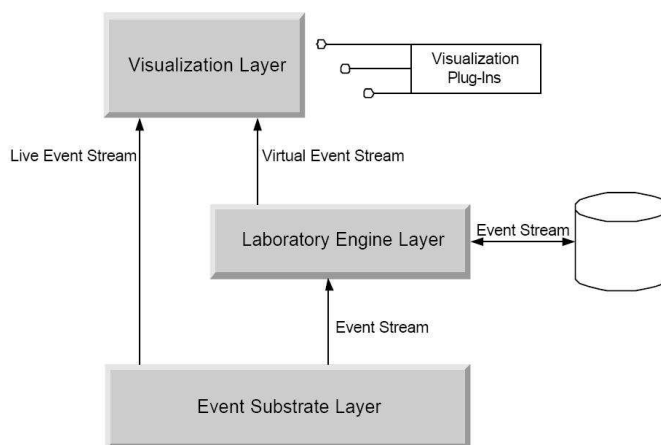 Visualization Layer
Visualization
Plug-Ins
Live Event Stream
Virtual Event Stream
Laboratory Engine Layer
Event Stream
Event Stream
Event Substrate Layer